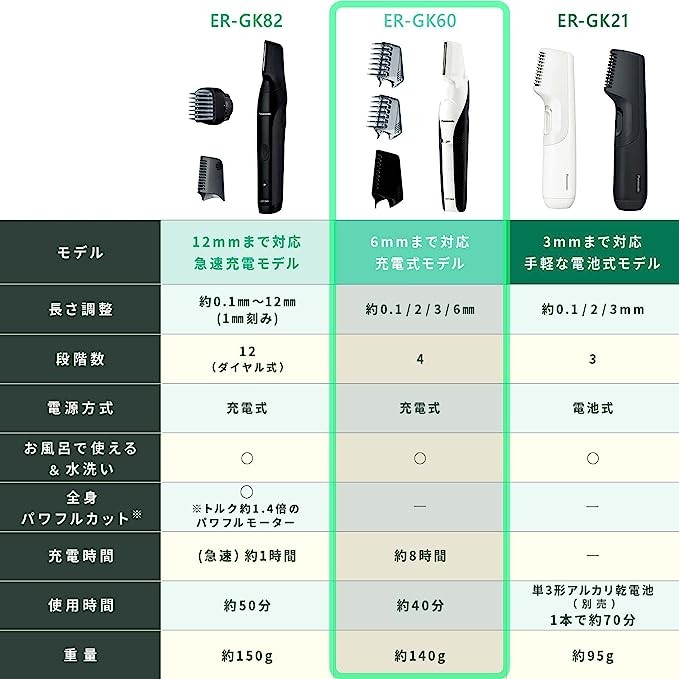 ER-GK82 ER-GK60 ER-GK21
Panasonic Panasonic Panasonic
モデル 12mmまで対応 6mmまで対応 3mmまで対応
急速充電モデル 充電式モデル 手軽な電池式モデル
長さ調整 約0.1㎜～12㎜ 約0.1/2/3/6㎜ 約0.1/2/3mm
(1㎜刻み)
段階数 12 4 3
(ダイヤル式)
電源方式 充電式 充電式 電池式
お風呂で使える ○ ○ ○
& 水洗い
全身 ○ — —
パワフルカット※ ※トルク約1.4倍の
パワフルモーター
充電時間 (急速) 約1時間 約8時間 —
使用時間 約50分 約40分 単3形アルカリ乾電池
(別売)
1本で約70分
重量 約150g 約140g 約95g